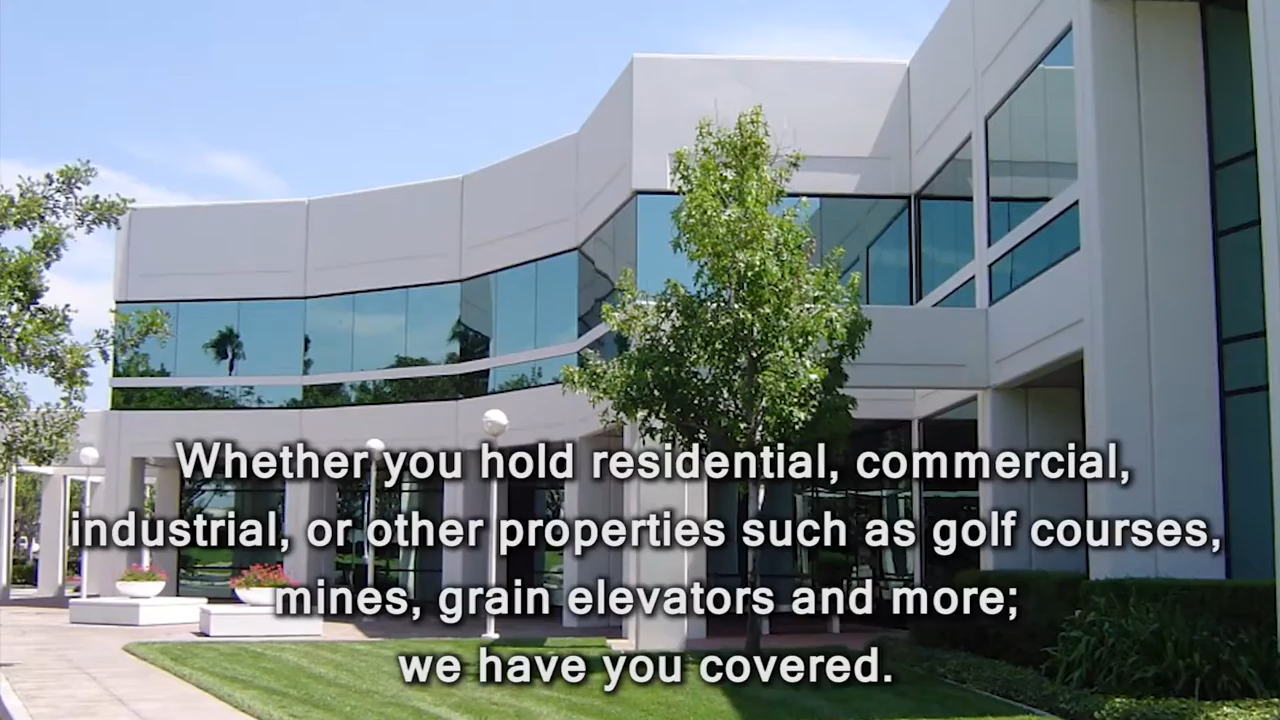 Whether you hold residential, commercial,
industrial, or other properties such as golf courses,
mines, grain elevators and more;
we have you covered.